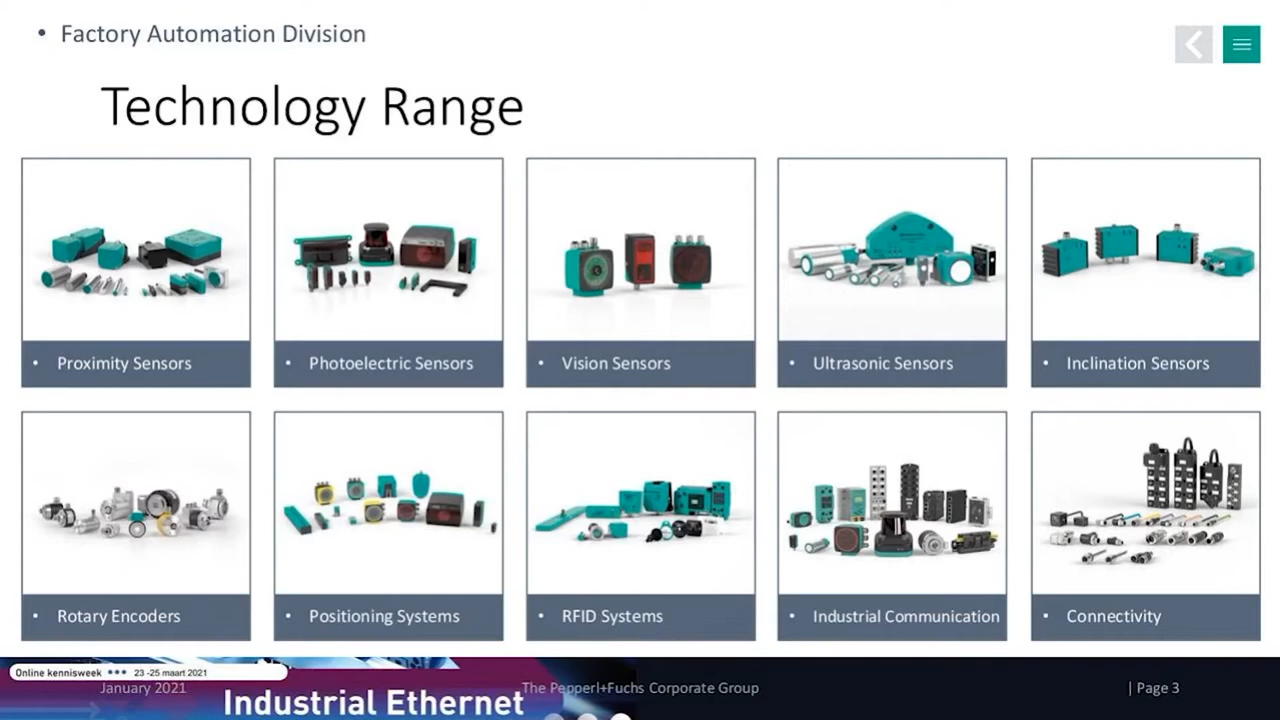 • Factory Automation Division
Technology Range
• Proximity Sensors
• Photoelectric Sensors
• Vision Sensors
• Ultrasonic Sensors
• Inclination Sensors
• Rotary Encoders
• Positioning Systems
• RFID Systems
• Industrial Communication
• Connectivity
Online kennisweek ••• 23 -25 maart 2021
January 2021
Industrial Ethernet
The Pepperl+Fuchs Corporate Group
| Page 3